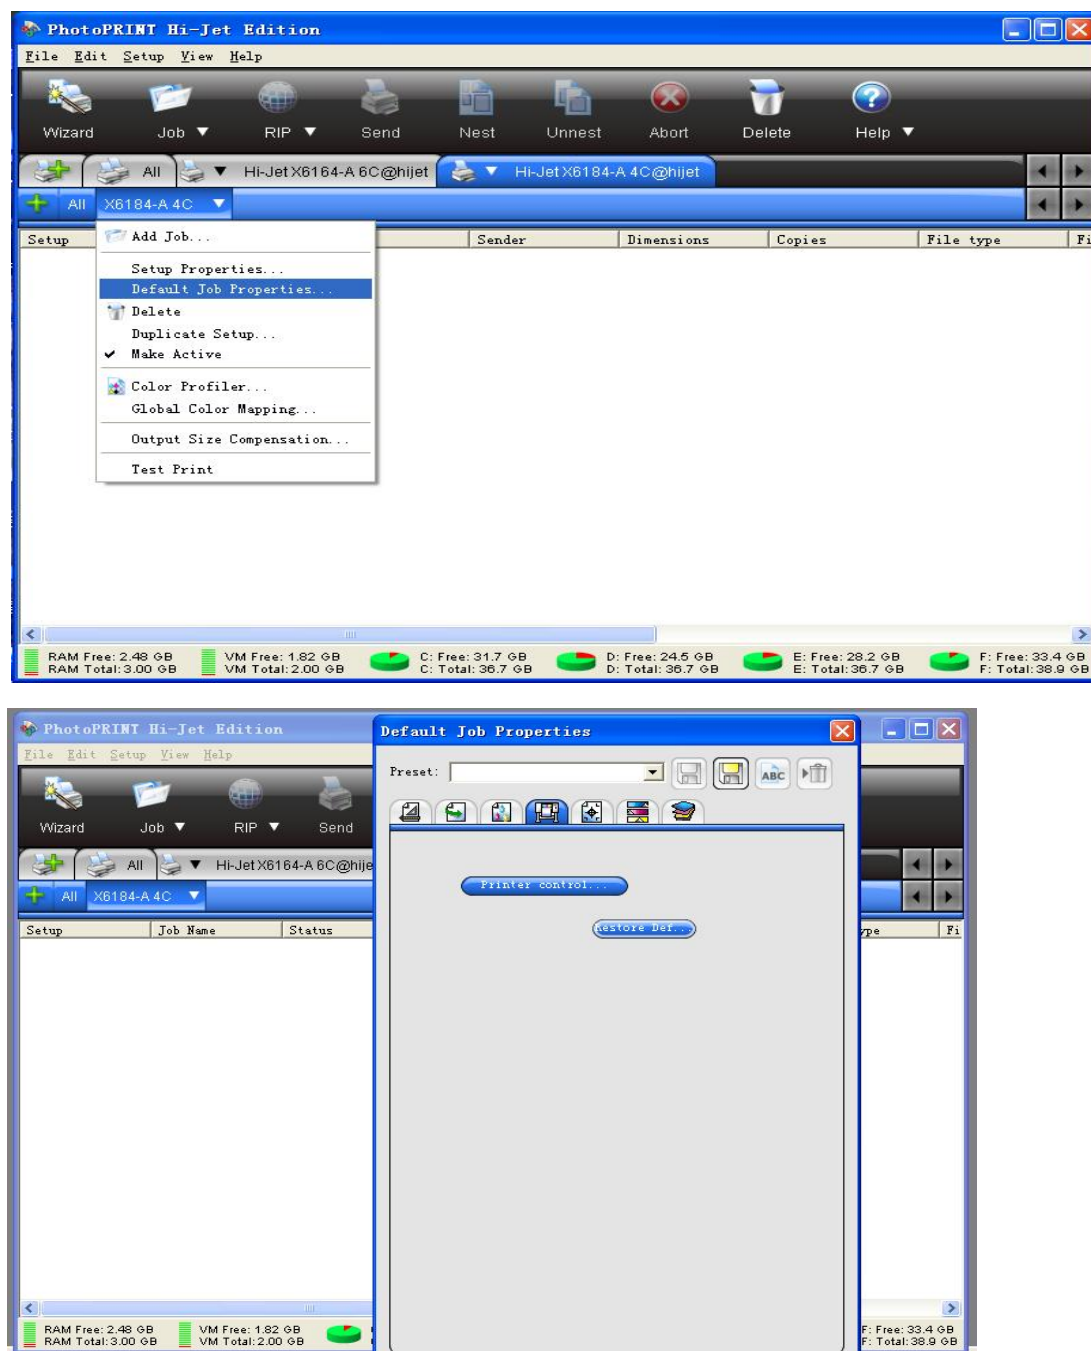 PhotoPRINT Hi-Jet Edition
File Edit Setup View Help
Wizard Job RIP Send Nest Unnest Abort Delete Help
All Hi-Jet X6164-A 6C@hijet Hi-Jet X6184-A 4C@hijet
All X6184-A 4C
Setup Sender Dimensions Copies File type Fi
Add Job...
Setup Properties...
Default Job Properties...
Delete
Duplicate Setup...
Make Active
Color Profiler...
Global Color Mapping...
Output Size Compensation...
Test Print
RAM Free: 2.48 GB VM Free: 1.82 GB C: Free: 31.7 GB D: Free: 24.5 GB E: Free: 28.2 GB F: Free: 33.4 GB
RAM Total: 3.00 GB VM Total: 2.00 GB C: Total: 36.7 GB D: Total: 36.7 GB E: Total: 36.7 GB F: Total: 38.9 GB
PhotoPRINT Hi-Jet Edition Default Job Properties
File Edit Setup View Help
Preset: ABC
Wizard Job RIP Send
All Hi-Jet X6164-A 6C@hije
Printer control...
All X6184-A 4C
Restore Def...
Setup Job Name Status ype Fi
RAM Free: 2.48 GB VM Free: 1.82 GB F: Free: 33.4 GB
RAM Total: 3.00 GB VM Total: 2.00 GB F: Total: 38.9 GB